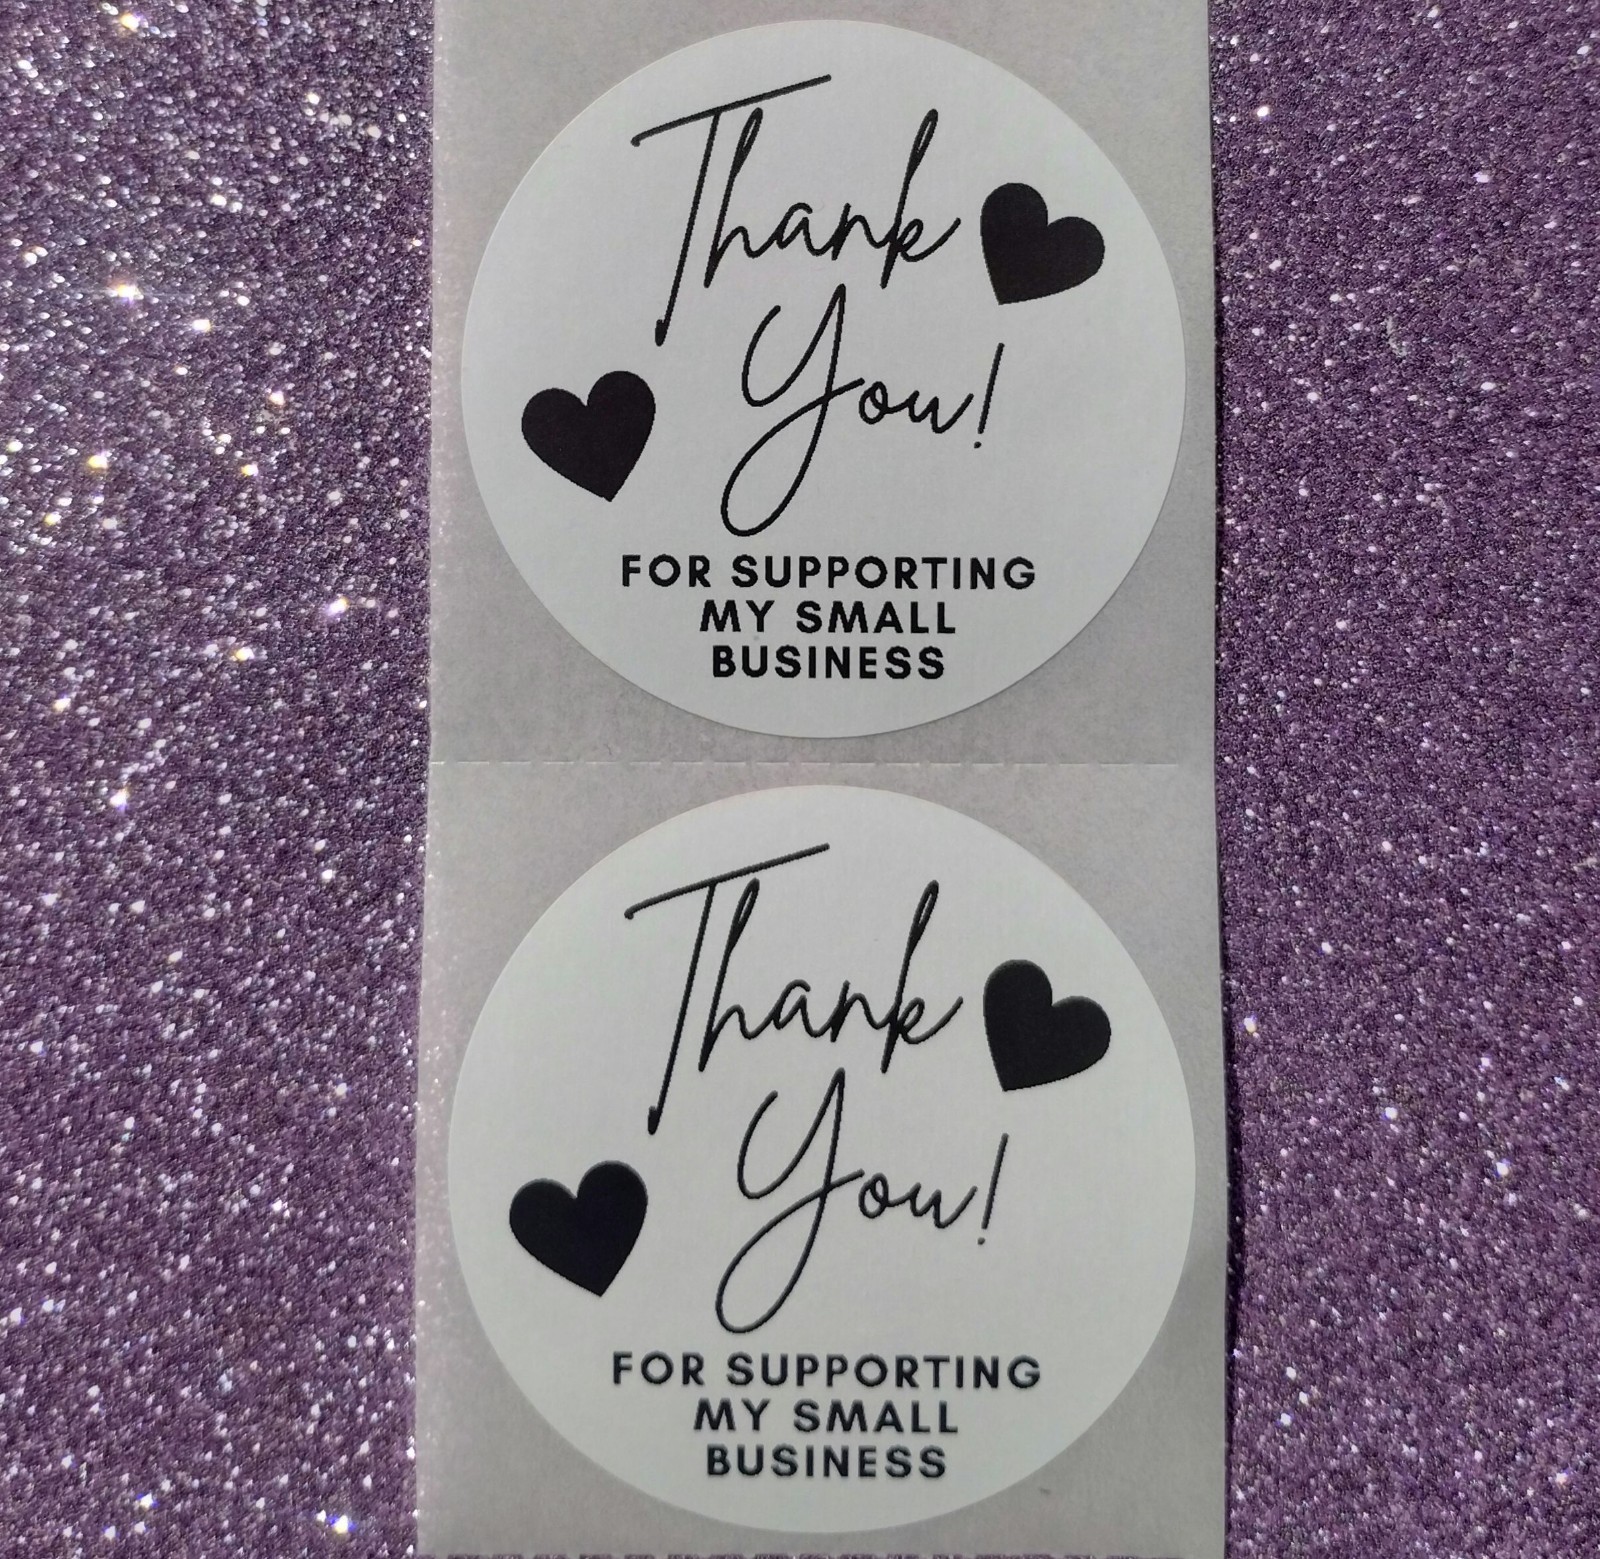 Thank
You!
FOR SUPPORTING
MY SMALL
BUSINESS
Thank
You!
FOR SUPPORTING
MY SMALL
BUSINESS